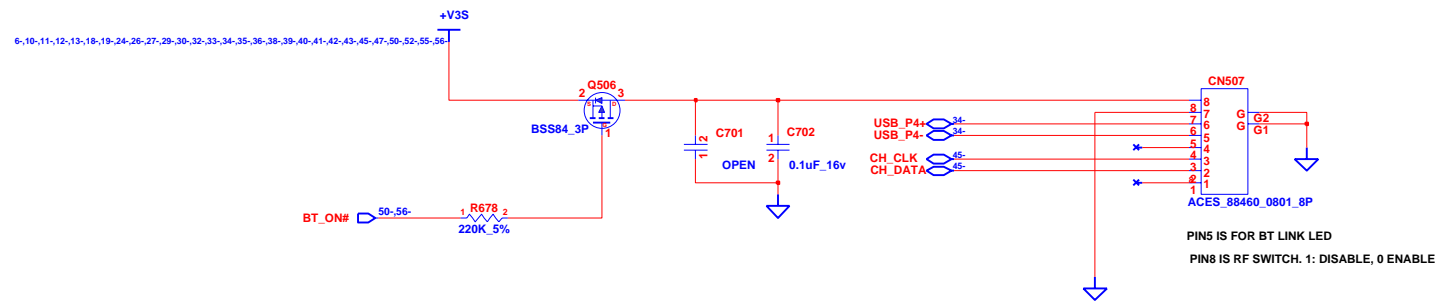 +V3S
6-,10-,11-,12-,13-,18-,19-,24-,26-,27-,29-,30-,32-,33-,34-,35-,36-,38-,39-,40-,41-,42-,43-,45-,47-,50-,52-,55-,56-
Q506
2 3
S D
G
1
BSS84_3P
C701
1 2
OPEN
C702
1
2
0.1uF_16v
BT_ON#
50-,56-
1 R678 2
220K_5%
USB_P4+ 34-
USB_P4- 34-
CH_CLK 45-
CH_DATA 45-
CN507
8 8
7 7
6 6
5 5
4 4
3 3
2 2
1 1
G G2
G G1
ACES_88460_0801_8P
PIN5 IS FOR BT LINK LED
PIN8 IS RF SWITCH. 1: DISABLE, 0 ENABLE